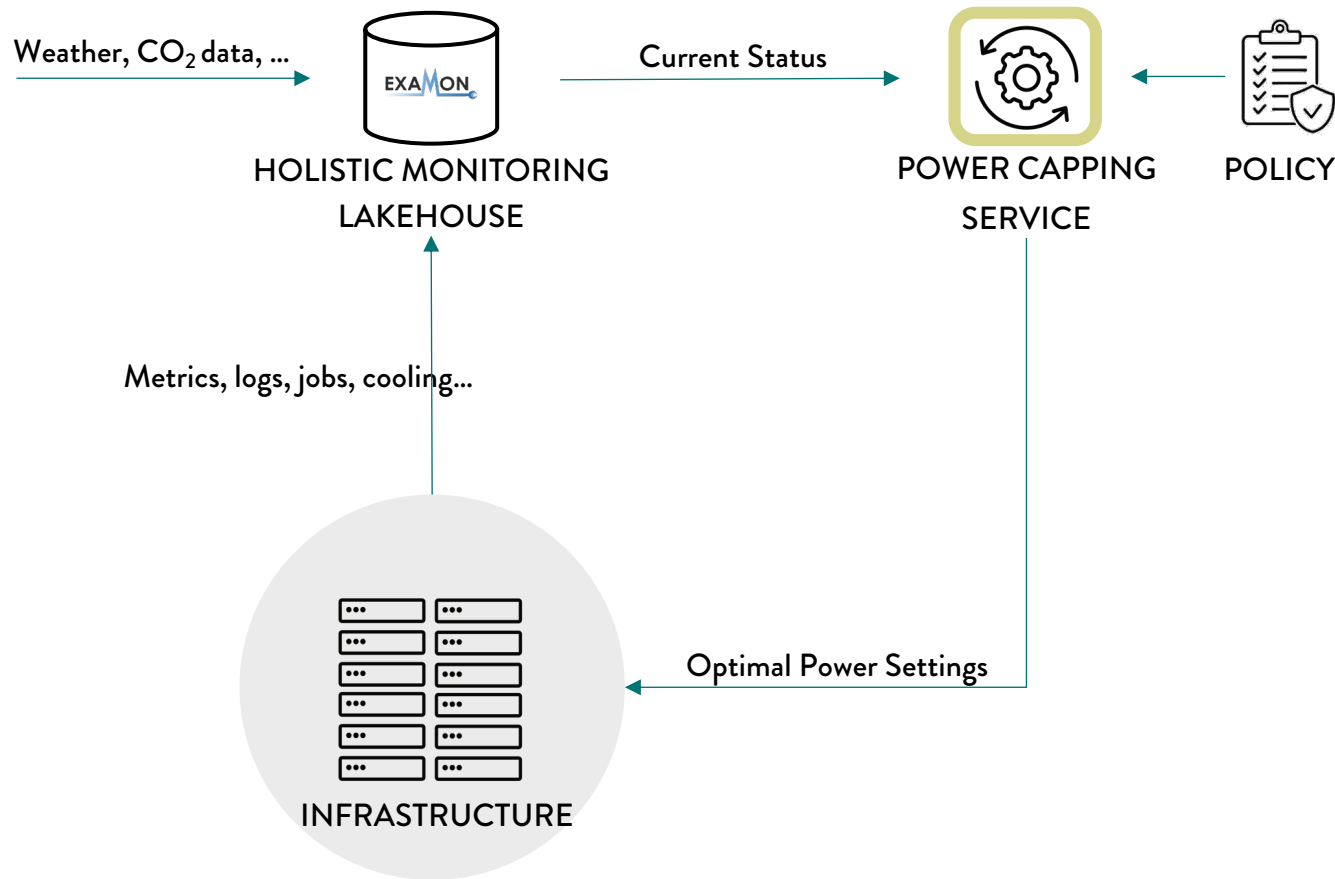 Weather, CO₂ data, ...
EXAMON
Current Status
HOLISTIC MONITORING
LAKEHOUSE
POWER CAPPING
SERVICE
POLICY
Metrics, logs, jobs, cooling...
Optimal Power Settings
INFRASTRUCTURE